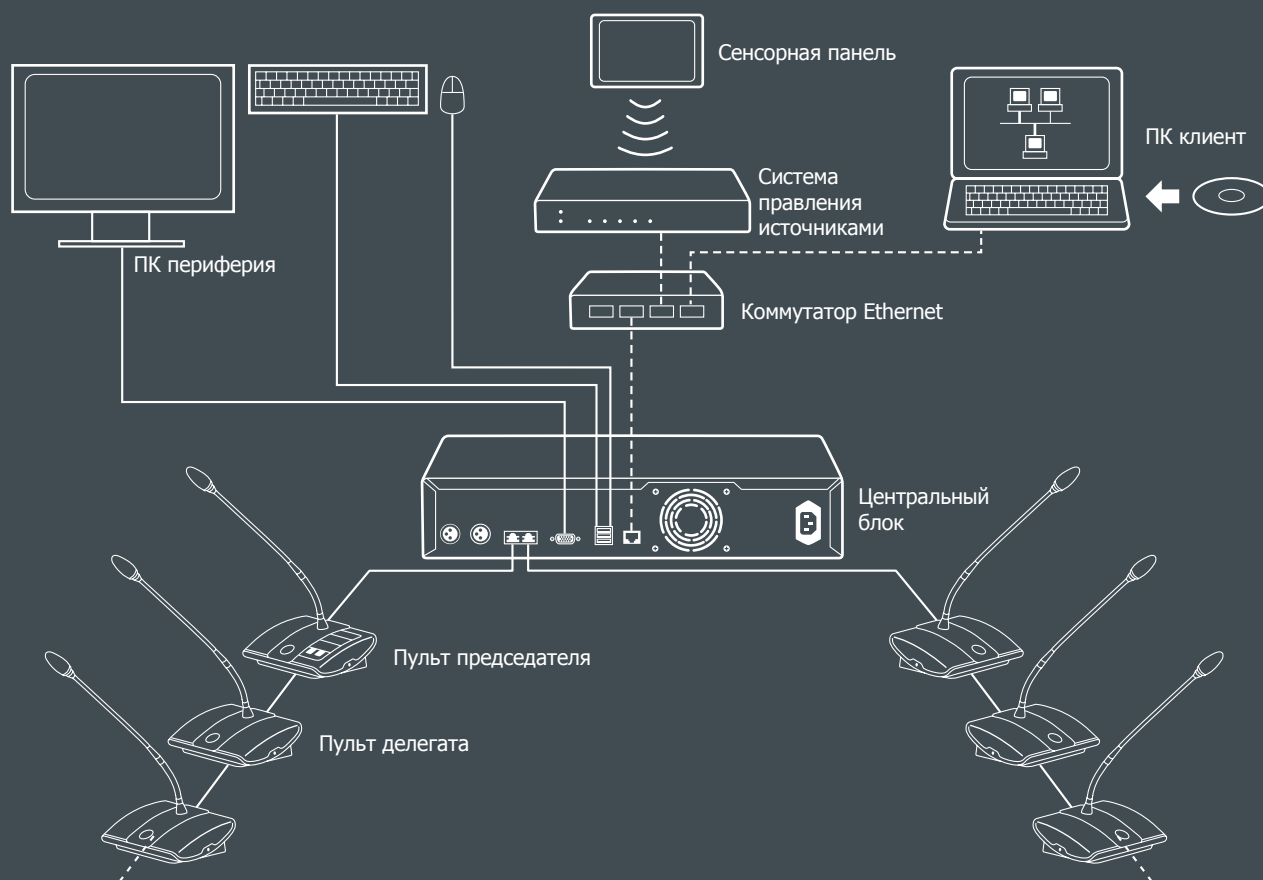 Сенсорная панель
ПК клиент
Система
правления
источниками
ПК периферия
Коммутатор Ethernet
Центральный
блок
Пульт председателя
Пульт делегата